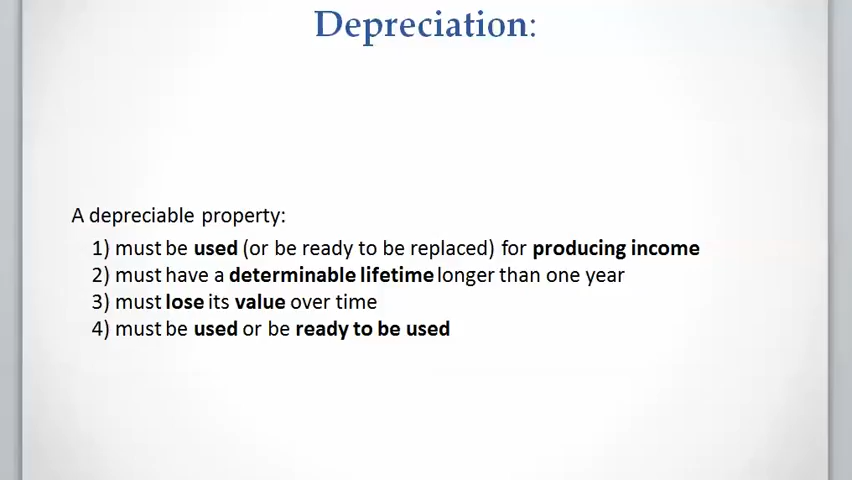 Depreciation:
A depreciable property:
1) must be used (or be ready to be replaced) for producing income
2) must have a determinable lifetime longer than one year
3) must lose its value over time
4) must be used or be ready to be used